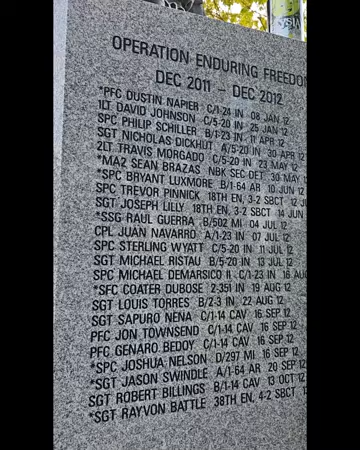 OPERATION ENDURING FREEDOM
DEC 2011 - DEC 2012
*PFC DUSTIN NAPIER C/1-24 IN 08 JAN 12
1LT DAVID JOHNSON C/5-20 IN 25 JAN 12
SPC PHILIP SCHILLER B/1-23 IN 11 APR 12
SGT NICHOLAS DICKHUT A/5-20 IN 30 APR 12
2LT TRAVIS MORGADO C/5-20 IN 23 MAY 12
*MA2 SEAN BRAZAS NBK SEC DET 30 MAY 1
*SPC BRYANT LUXMORE B/1-64 AR 10 JUN 12
SPC TREVOR PINNICK 18TH EN, 3-2 SBCT 12 JU
SGT JOSEPH LILLY 18TH EN, 3-2 SBCT 14 JUN
*SSG RAUL GUERRA B/502 MI 04 JUL 12
CPL JUAN NAVARRO A/1-23 IN 07 JUL 12
SPC STERLING WYATT C/5-20 IN 11 JUL 12
SGT MICHAEL RISTAU B/5-20 IN 13 JUL 12
SPC MICHAEL DEMARSICO II C/1-23 IN 16 AUG
*SFC COATER DUBOSE 2-351 IN 19 AUG 12
SGT LOUIS TORRES B/2-3 IN 22 AUG 12
SGT SAPURO NENA C/1-14 CAV 16 SEP 12
PFC JON TOWNSEND C/1-14 CAV 16 SEP 12
PFC GENARO BEDOY C/1-14 CAV 16 SEP 12
*SPC JOSHUA NELSON D/297 MI 16 SEP 12
*SGT JASON SWINDLE A/1-64 AR 20 SEP 12
SGT ROBERT BILLINGS B/1-14 CAV 13 OCT 12
*SGT RAYVON BATTLE 38TH EN, 4-2 SBCT